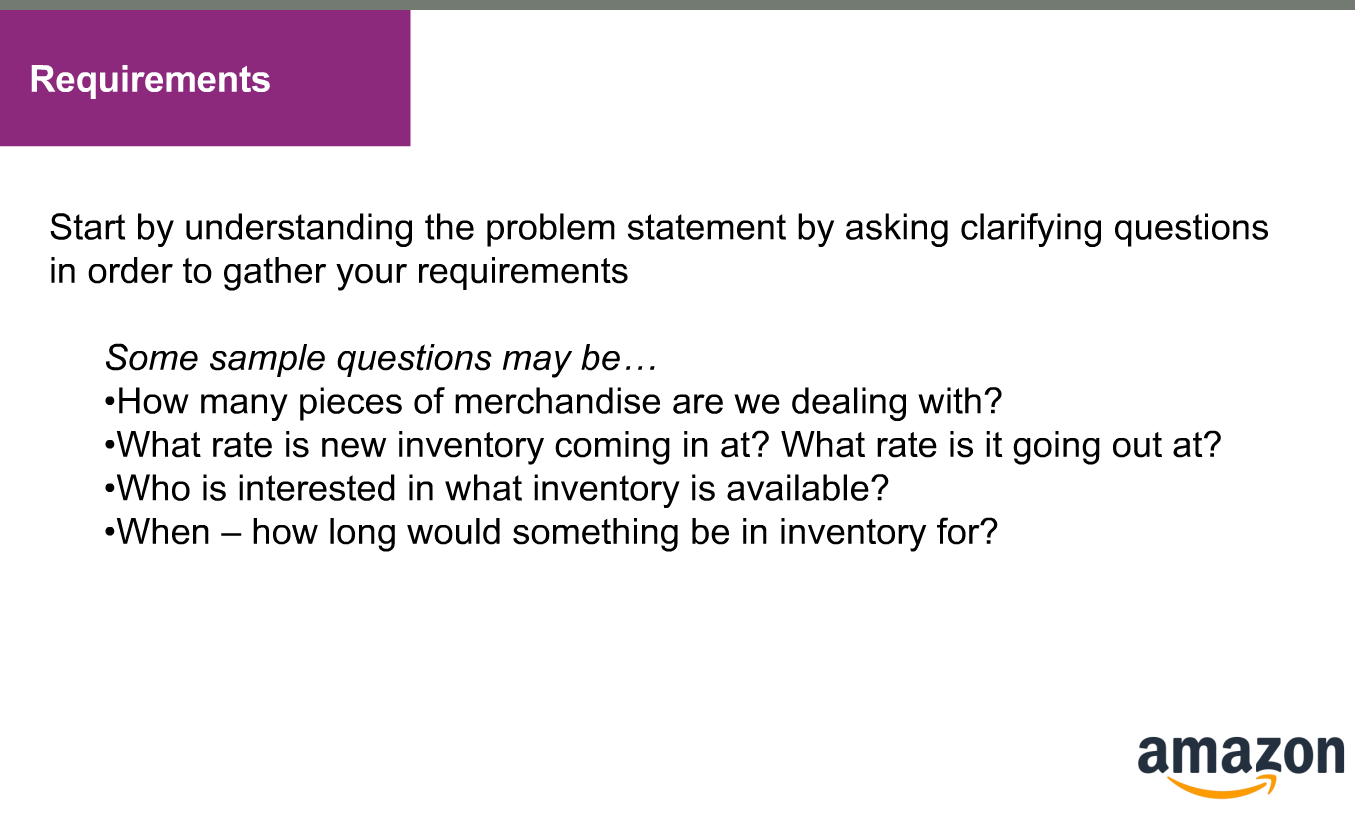 Requirements
Start by understanding the problem statement by asking clarifying questions
in order to gather your requirements
Some sample questions may be…
•How many pieces of merchandise are we dealing with?
•What rate is new inventory coming in at? What rate is it going out at?
•Who is interested in what inventory is available?
•When – how long would something be in inventory for?
amazon